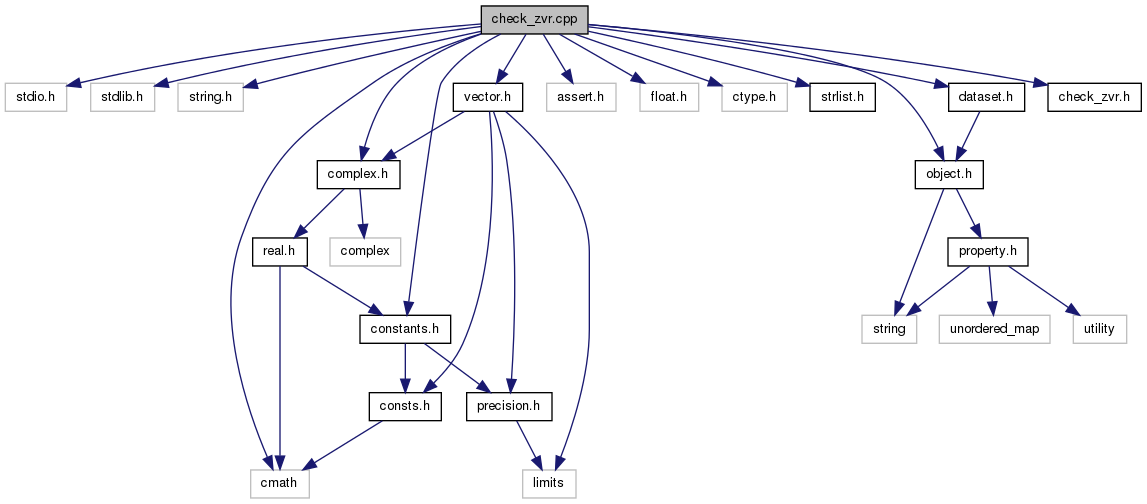 check_zvr.cpp
stdio.h
stdlib.h
string.h
vector.h
assert.h
float.h
ctype.h
strlist.h
dataset.h
check_zvr.h
complex.h
object.h
real.h
complex
property.h
constants.h
string
unordered_map
utility
consts.h
precision.h
cmath
limits